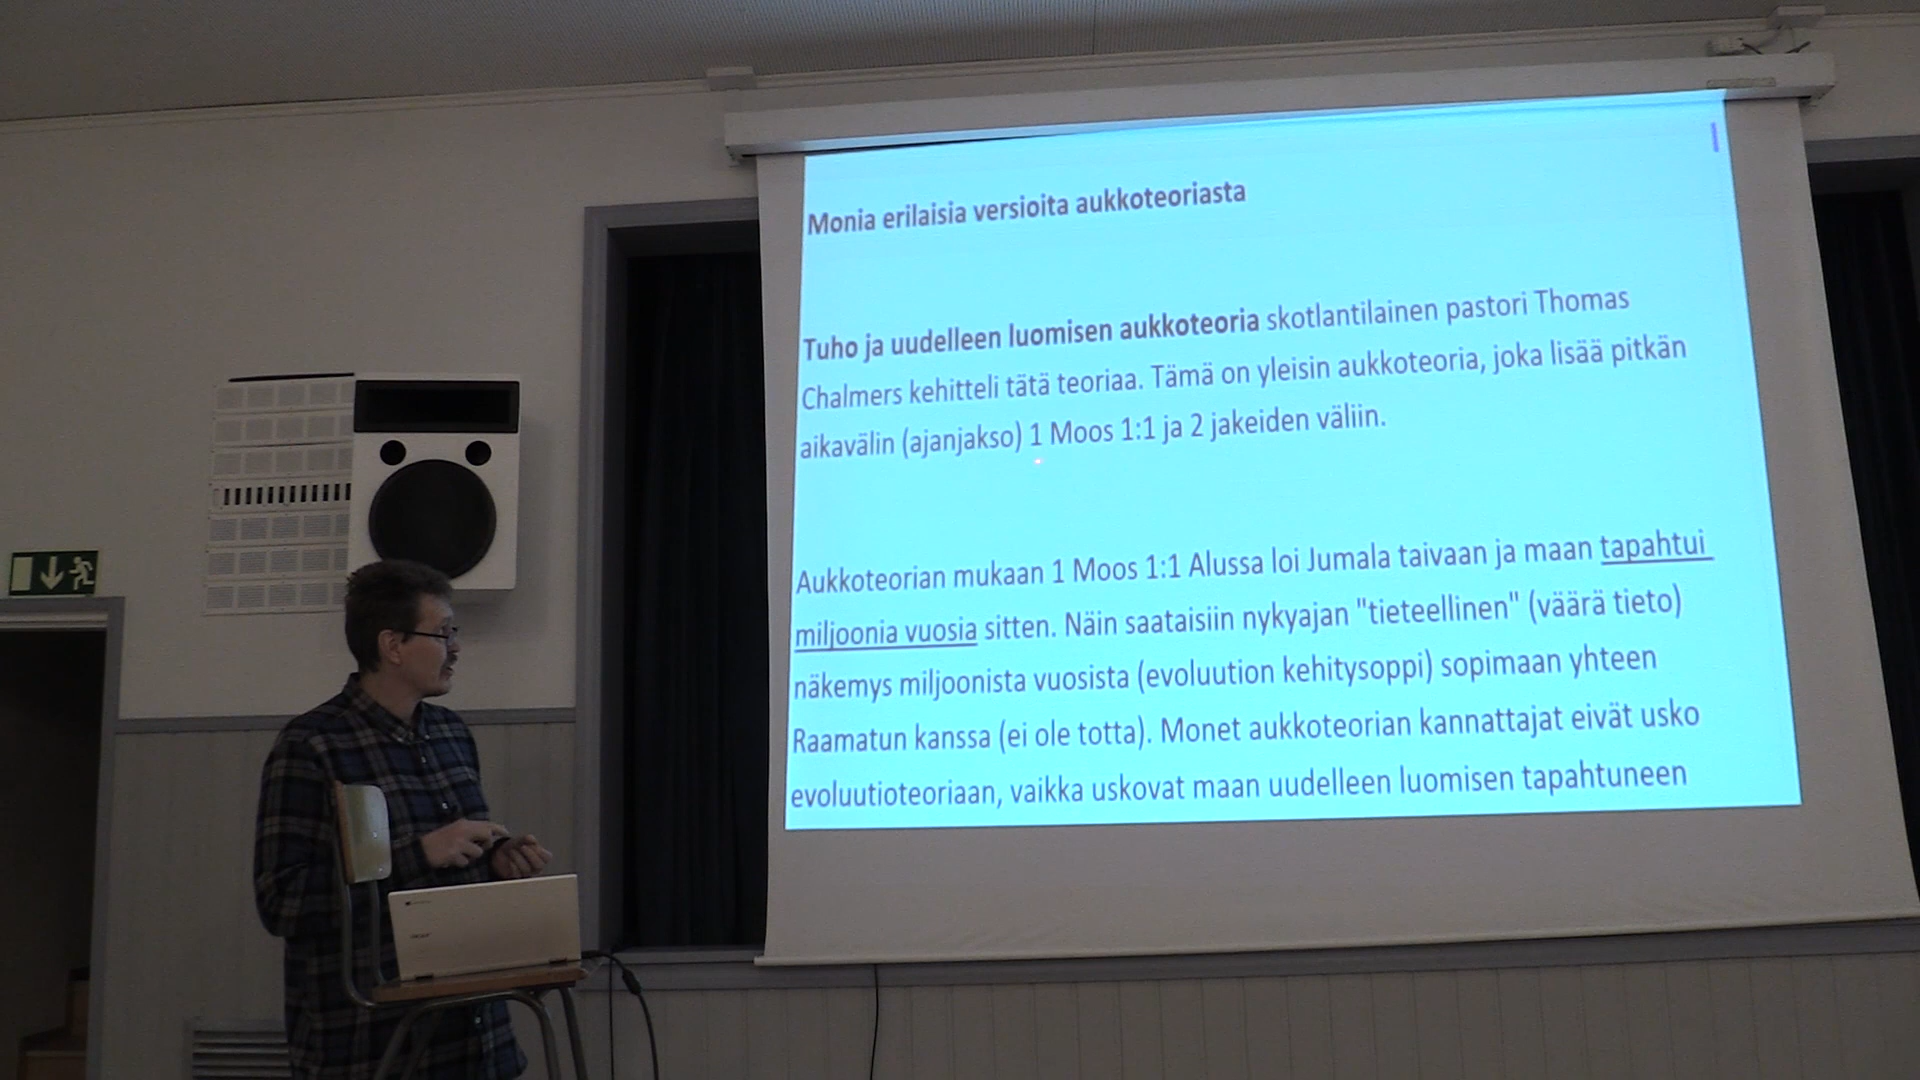 Monia erilaisia versioita aukkoteoriasta
Tuho ja uudelleen luomisen aukkoteoria skotlantilainen pastori Thomas
Chalmers kehitteli tätä teoriaa. Tämä on yleisin aukkoteoria, joka lisää pitkän
aikavälin (ajanjakso) 1 Moos 1:1 ja 2 jakeiden väliin.
Aukkoteorian mukaan 1 Moos 1:1 Alussa loi Jumala taivaan ja maan tapahtui
miljoonia vuosia sitten. Näin saataisiin nykyajan "tieteellinen" (väärä tieto)
näkemys miljoonista vuosista (evoluution kehitysoppi) sopimaan yhteen
Raamatun kanssa (ei ole totta). Monet aukkoteorian kannattajat eivät usko
evoluutioteoriaan, vaikka uskovat maan uudelleen luomisen tapahtuneen